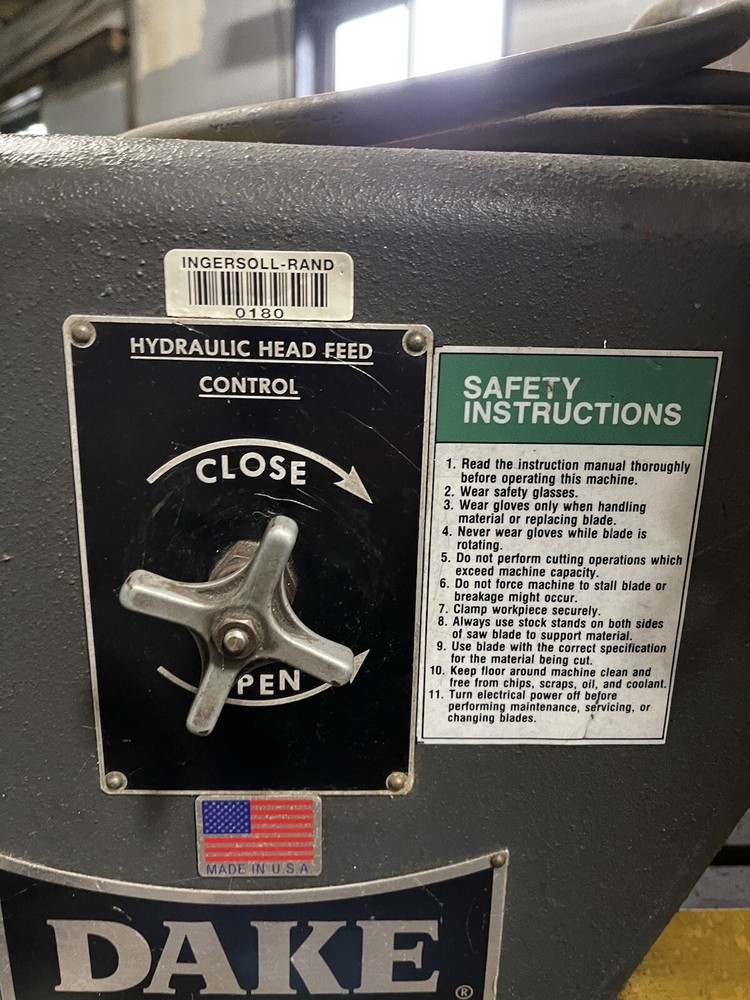 INGERSOLL-RAND
0180
HYDRAULIC HEAD FEED
CONTROL
CLOSE
PEN
SAFETY
INSTRUCTIONS
1. Read the instruction manual thoroughly
before operating this machine.
2. Wear safety glasses.
3. Wear gloves only when handling
material or replacing blade.
4. Never wear gloves while blade is
rotating.
5. Do not perform cutting operations which
exceed machine capacity.
6. Do not force machine to stall blade or
breakage might occur.
7. Clamp workpiece securely.
8. Always use stock stands on both sides
of saw blade to support material.
9. Use blade with the correct specification
for the material being cut.
10. Keep floor around machine clean and
free from chips, scraps, oil, and coolant.
11. Turn electrical power off before
performing maintenance, servicing, or
changing blades.
MADE IN U.S.A.
DAKE®